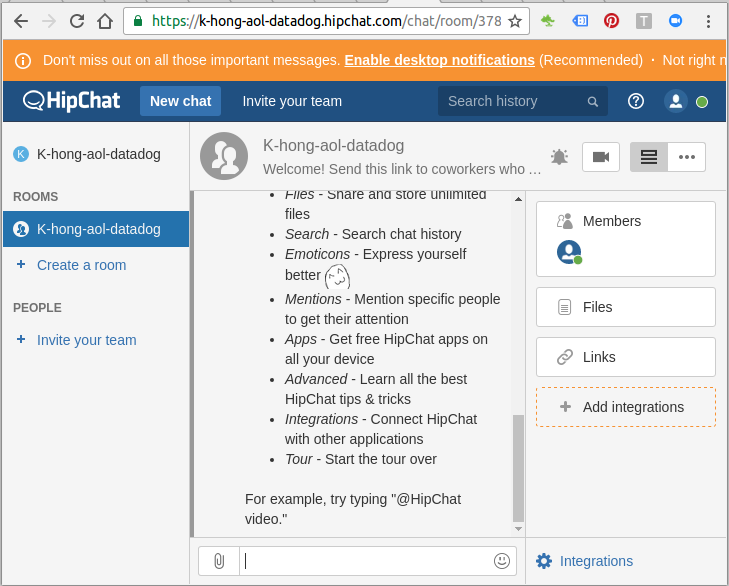 https://k-hong-aol-datadog.hipchat.com/chat/room/378
Don't miss out on all those important messages. Enable desktop notifications (Recommended) · Not right n
HipChat New chat Invite your team Search history
K K-hong-aol-datadog
ROOMS
K-hong-aol-datadog
+ Create a room
PEOPLE
+ Invite your team
K-hong-aol-datadog
Welcome! Send this link to coworkers who ...
• Files - Share and store unlimited
files
• Search - Search chat history
• Emoticons - Express yourself
better
• Mentions - Mention specific people
to get their attention
• Apps - Get free HipChat apps on
all your device
• Advanced - Learn all the best
HipChat tips & tricks
• Integrations - Connect HipChat
with other applications
• Tour - Start the tour over
For example, try typing "@HipChat
video."
Members
Files
Links
+ Add integrations
Integrations